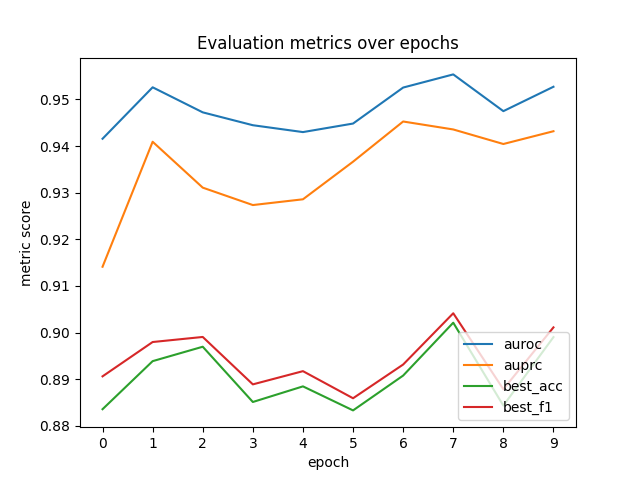 Evaluation metrics over epochs
metric score
0.95
0.94
0.93
0.92
0.91
0.90
0.89
0.88
0 1 2 3 4 5 6 7 8 9
epoch
auroc
auprc
best_acc
best_f1